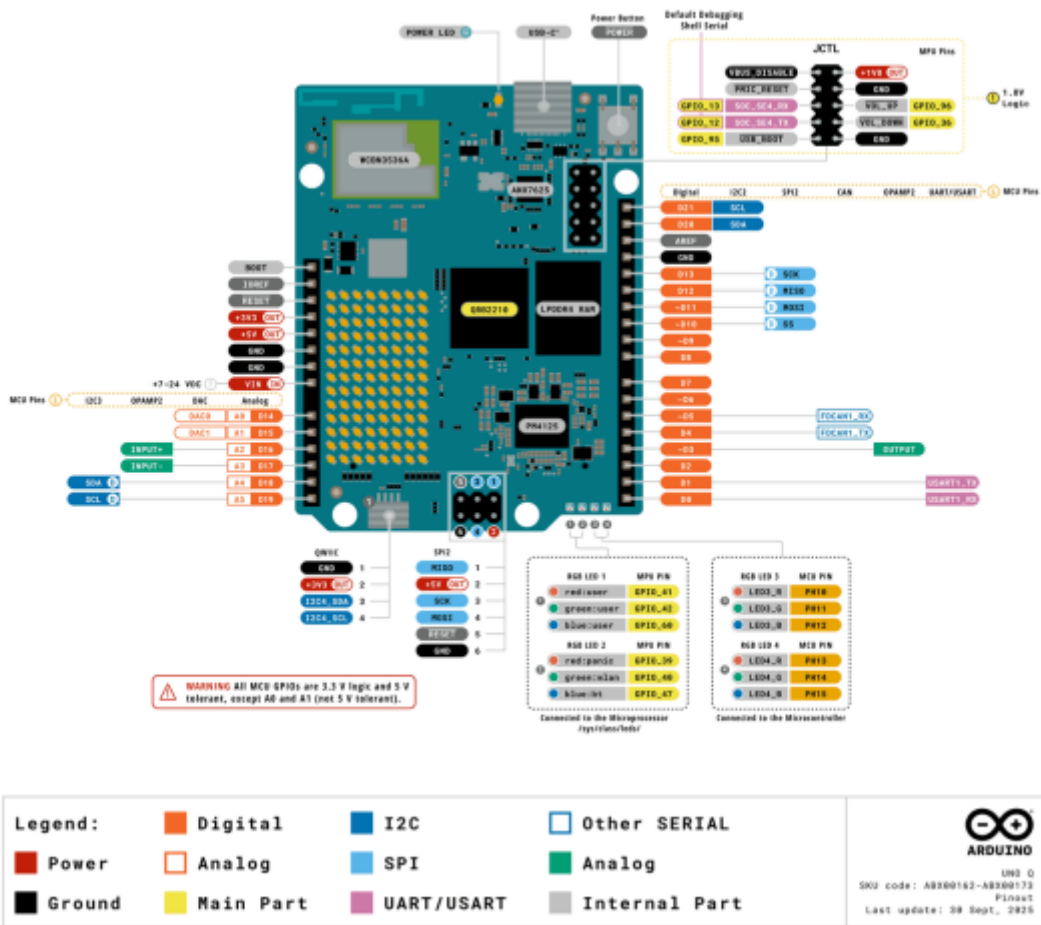 POWER LED
USB-C®
Power Button
POWER
Default Debugging
Shell Serial
JCTL
MPU Pins
VBUS_DISABLE
+1V8 OUT
PMIC_RESET
GND
GPIO_13 SOC_SE4_RX
VOL_UP GPIO_96
GPIO_12 SOC_SE4_TX
VOL_DOWN GPIO_36
GPIO_95 USB_BOOT
GND
1.8V
Logic
WCBN3536A
ANX7625
QRB2210
LPDDR4 RAM
PM4125
Digital I2C2 SPI2 CAN OPAMP2 UART/USART MCU Pins
D21 SCL
D20 SDA
AREF
GND
D13 SCK
D12 MISO
~D11 MOSI
~D10 SS
~D9
D8
D7
~D6
~D5 FDCAN1_RX
D4 FDCAN1_TX
~D3 OUTPUT
D2
D1 USART1_TX
D0 USART1_RX
BOOT
IOREF
RESET
+3V3 OUT
+5V OUT
GND
GND
+7-24 VDC VIN IN
MCU Pins I2C3 OPAMP2 DAC Analog
DAC0 A0 D14
DAC1 A1 D15
INPUT+ A2 D16
INPUT- A3 D17
SDA A4 D18
SCL A5 D19
1
QWIIC
GND 1
+3V3 OUT 2
I2C4_SDA 3
I2C4_SCL 4
SPI2
MISO 1
+5V OUT 2
SCK 3
MOSI 4
RESET 5
GND 6
RGB LED 1 MPU PIN
red:user GPIO_41
green:user GPIO_42
blue:user GPIO_60
RGB LED 2 MPU PIN
red:panic GPIO_39
green:wlan GPIO_40
blue:bt GPIO_47
Connected to the Microprocessor
/sys/class/leds/
RGB LED 3 MCU PIN
LED3_R PH10
LED3_G PH11
LED3_B PH12
RGB LED 4 MCU PIN
LED4_R PH13
LED4_G PH14
LED4_B PH15
Connected to the Microcontroller
WARNING All MCU GPIOs are 3.3 V logic and 5 V
tolerant, except A0 and A1 (not 5 V tolerant).
Legend:
Digital
I2C
Other SERIAL
Power
Analog
SPI
Analog
Ground
Main Part
UART/USART
Internal Part
ARDUINO
UNO Q
SKU code: ABX00162-ABX00173
Pinout
Last update: 30 Sept, 2025